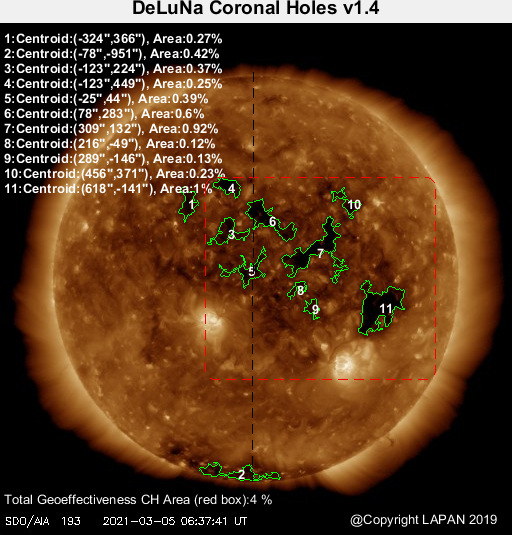 DeLuNa Coronal Holes v1.4
1:Centroid:(-324",366"), Area:0.27%
2:Centroid:(-78",-951"), Area:0.42%
3:Centroid:(-123",224"), Area:0.37%
4:Centroid:(-123",449"), Area:0.25%
5:Centroid:(-25",44"), Area:0.39%
6:Centroid:(78",283"), Area:0.6%
7:Centroid:(309",132"), Area:0.92%
8:Centroid:(216",-49"), Area:0.12%
9:Centroid:(289",-146"), Area:0.13%
10:Centroid:(456",371"), Area:0.23%
11:Centroid:(618",-141"), Area:1%
4
1
10
6
3
7
5
8
9
11
2
Total Geoeffectiveness CH Area (red box):4 %
SDO/AIA 193 2021-03-05 06:37:41 UT
@Copyright LAPAN 2019